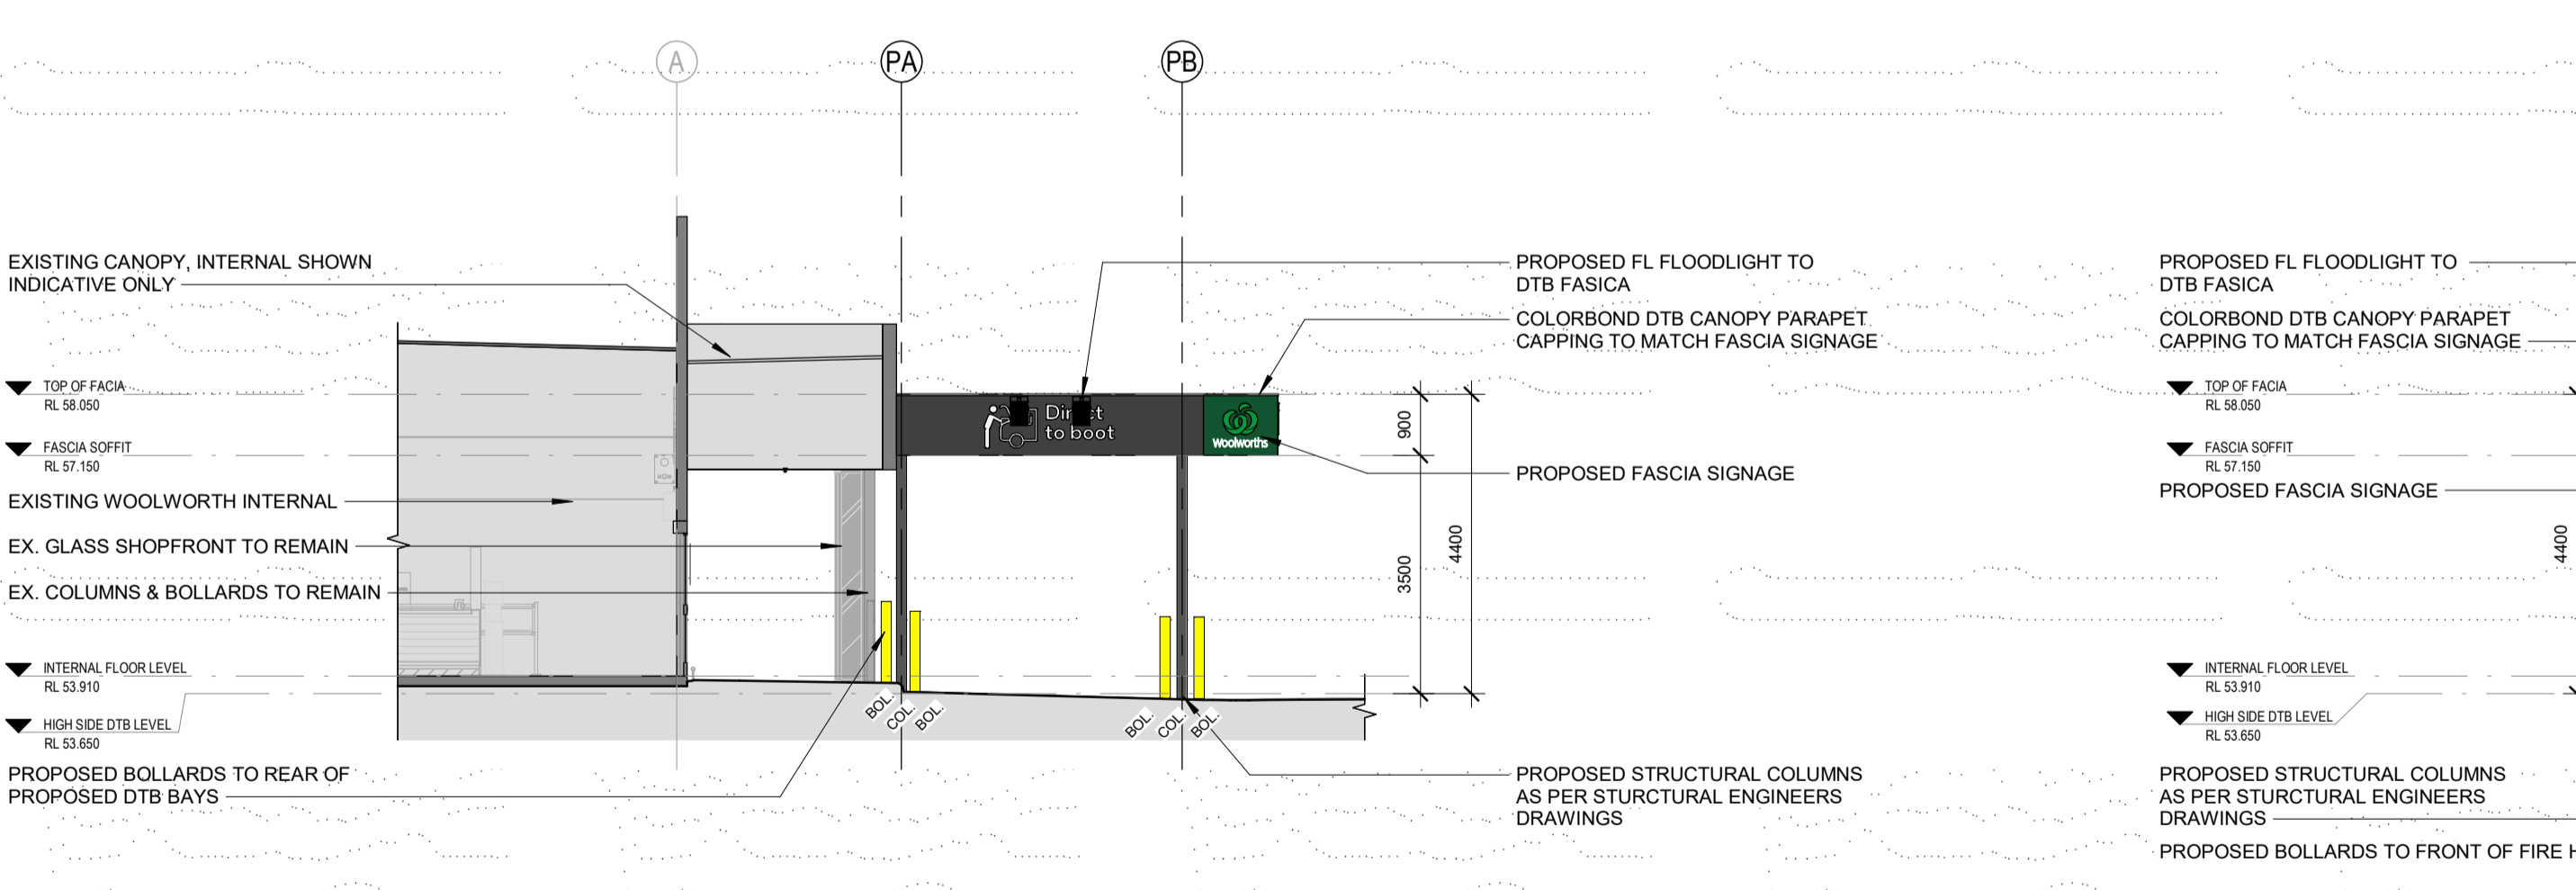 A
PA
PB
EXISTING CANOPY, INTERNAL SHOWN
INDICATIVE ONLY
TOP OF FACIA
RL 58.050
FASCIA SOFFIT
RL 57.150
EXISTING WOOLWORTH INTERNAL
EX. GLASS SHOPFRONT TO REMAIN
EX. COLUMNS & BOLLARDS TO REMAIN
INTERNAL FLOOR LEVEL
RL 53.910
HIGH SIDE DTB LEVEL
RL 53.650
PROPOSED BOLLARDS TO REAR OF
PROPOSED DTB BAYS
Direct
to boot
Woolworths
BOL.
COL.
BOL.
BOL.
COL.
BOL.
900
3500
4400
PROPOSED FL FLOODLIGHT TO
DTB FASICA
COLORBOND DTB CANOPY PARAPET
CAPPING TO MATCH FASCIA SIGNAGE
PROPOSED FASCIA SIGNAGE
PROPOSED STRUCTURAL COLUMNS
AS PER STURCTURAL ENGINEERS
DRAWINGS
PROPOSED FL FLOODLIGHT TO
DTB FASICA
COLORBOND DTB CANOPY PARAPET
CAPPING TO MATCH FASCIA SIGNAGE
TOP OF FACIA
RL 58.050
FASCIA SOFFIT
RL 57.150
PROPOSED FASCIA SIGNAGE
4400
INTERNAL FLOOR LEVEL
RL 53.910
HIGH SIDE DTB LEVEL
RL 53.650
PROPOSED STRUCTURAL COLUMNS
AS PER STURCTURAL ENGINEERS
DRAWINGS
PROPOSED BOLLARDS TO FRONT OF FIRE